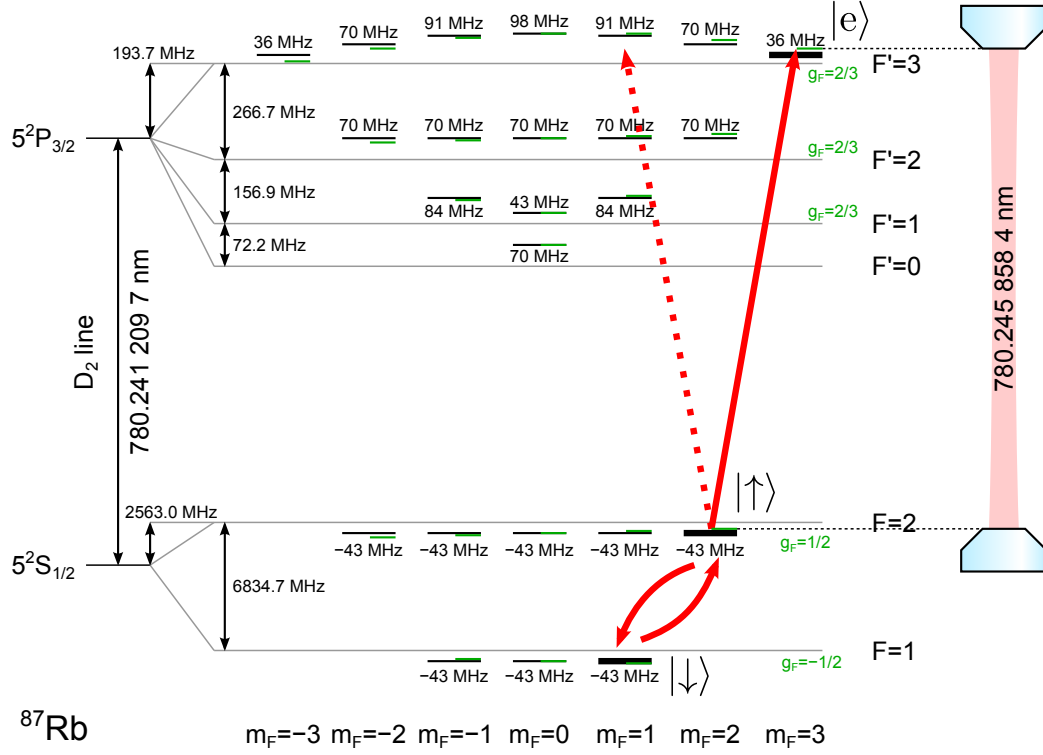 |e⟩
36 MHz 70 MHz 91 MHz 98 MHz 91 MHz 70 MHz 36 MHz
193.7 MHz
F'=3
g_F=2/3
266.7 MHz
5²P₃/₂
70 MHz 70 MHz 70 MHz 70 MHz 70 MHz
g_F=2/3
F'=2
156.9 MHz
84 MHz 43 MHz 84 MHz
g_F=2/3
F'=1
72.2 MHz
70 MHz
F'=0
D₂ line
780.241 209 7 nm
780.245 858 4 nm
|↑⟩
2563.0 MHz
F=2
−43 MHz −43 MHz −43 MHz −43 MHz −43 MHz
g_F=1/2
5²S₁/₂
6834.7 MHz
F=1
g_F=−1/2
−43 MHz −43 MHz −43 MHz
|↓⟩
⁸⁷Rb
m_F=−3 m_F=−2 m_F=−1 m_F=0 m_F=1 m_F=2 m_F=3